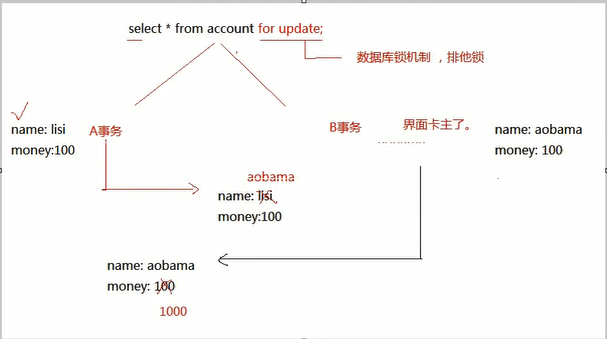 select * from account for update;
数据库锁机制 ，排他锁
name: lisi
money:100
A事务
B事务
界面卡主了。
............
name: aobama
money: 100
aobama
name: lisi
money:100
name: aobama
money: 100
1000